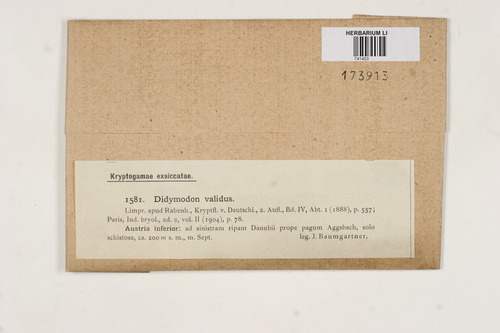 HERBARIUM LI
741453
173913
Kryptogamae exsiccatae.
1581. Didymodon validus.
Limpr. apud Rabenh., Kryptfl. v. Deutschl., 2. Aufl., Bd. IV, Abt. 1 (1888), p. 557;
Paris, Ind. bryol., ed. 2, vol. II (1904), p. 78.
Austria inferior: ad sinistram ripam Danubii prope pagum Aggsbach, solo
schistoso, ca. 200 m s. m., m. Sept. leg. J. Baumgartner.